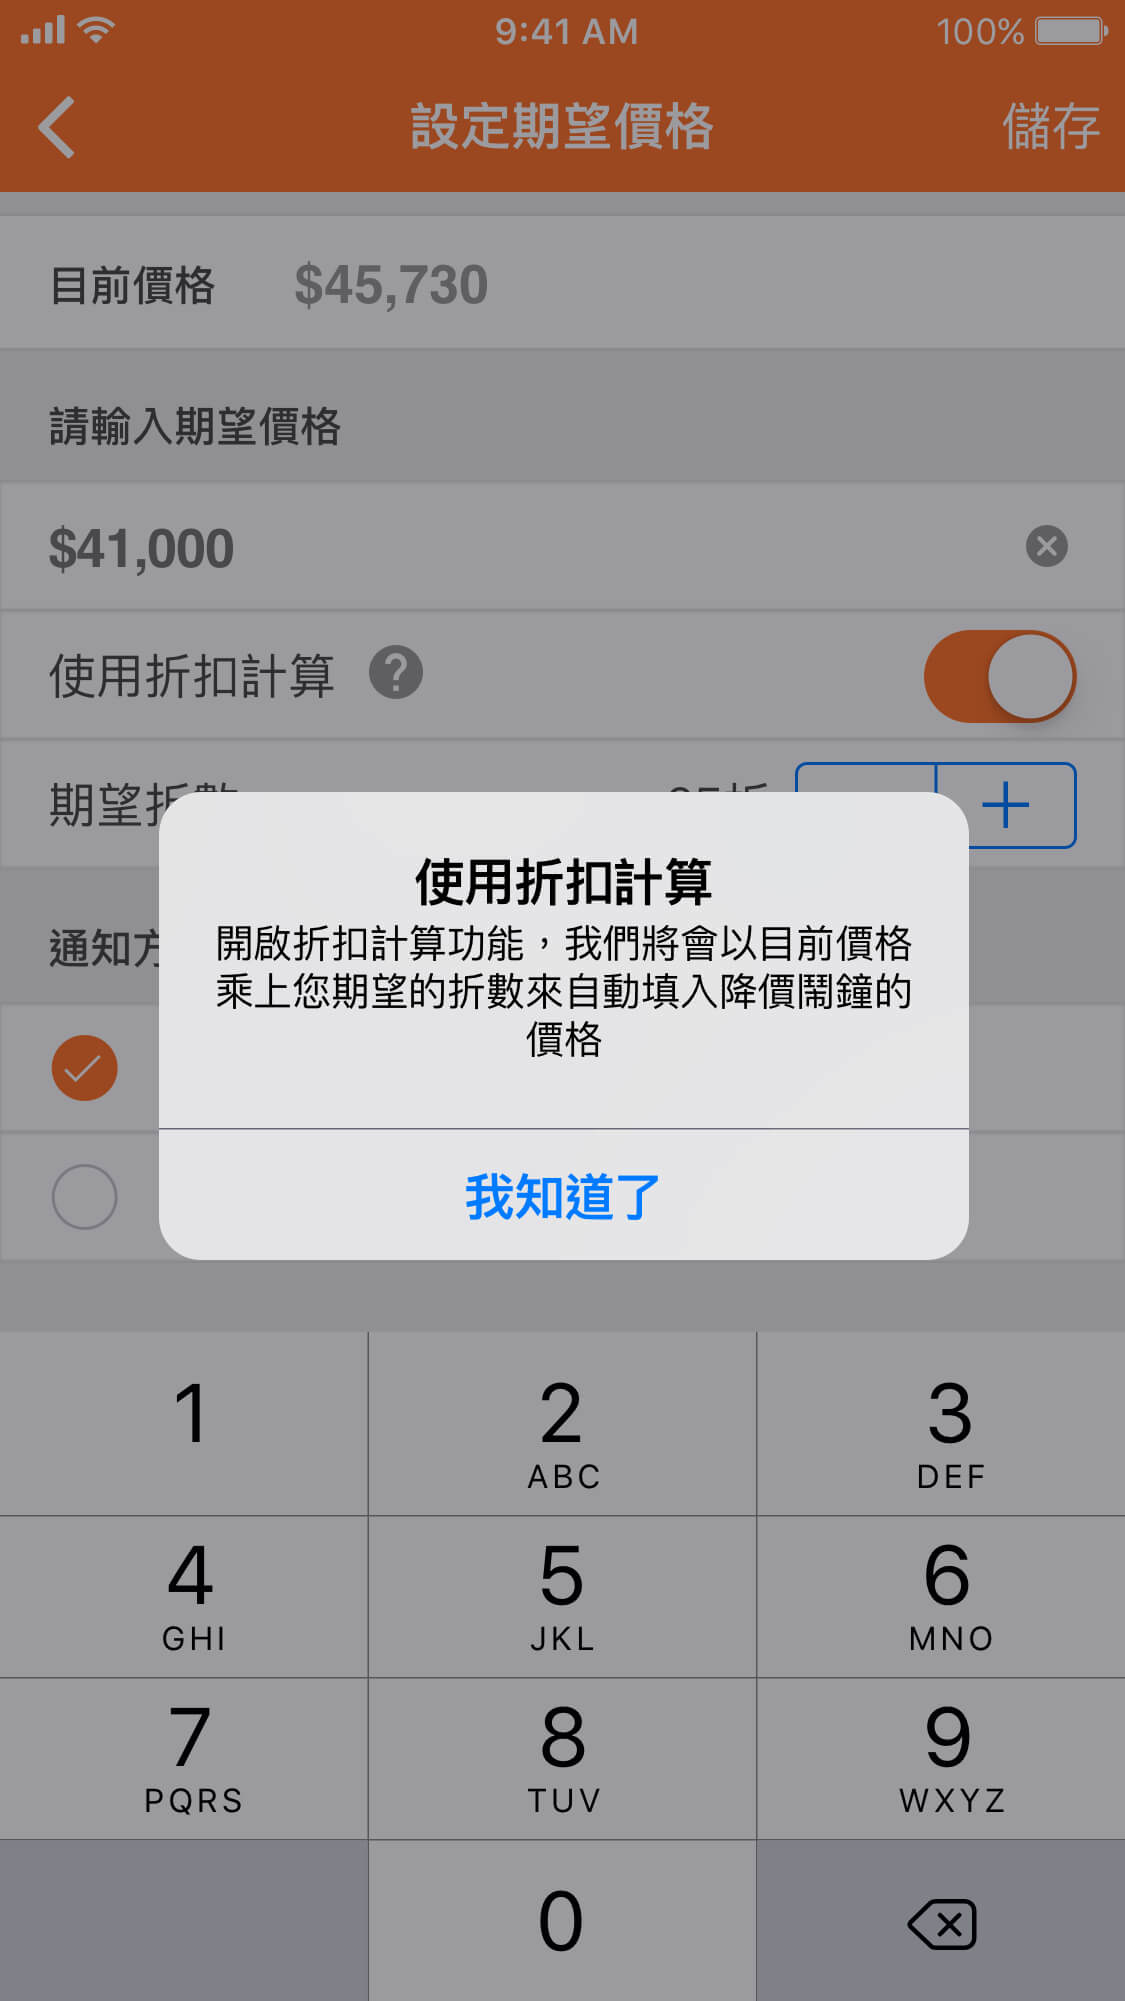 9:41 AM 100%
設定期望價格 儲存
目前價格 $45,730
請輸入期望價格
$41,000
使用折扣計算 ?
期望折數
使用折扣計算
開啟折扣計算功能，我們將會以目前價格
乘上您期望的折數來自動填入降價鬧鐘的
價格
通知方
我知道了
1 2 3
ABC DEF
4 5 6
GHI JKL MNO
7 8 9
PQRS TUV WXYZ
0